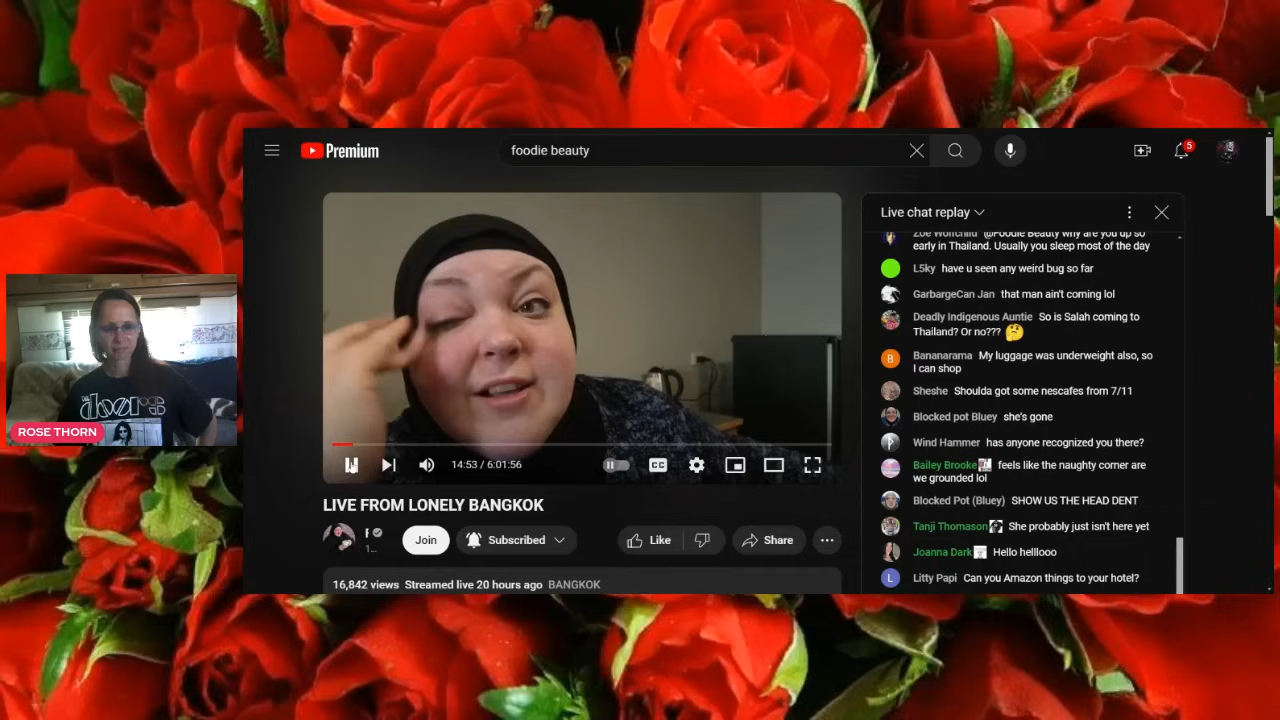 Premium
foodie beauty
5
Live chat replay
Zoe Wolfchild @Foodie Beauty why are you up so
early in Thailand. Usually you sleep most of the day
L5ky have u seen any weird bug so far
GarbargeCan Jan that man ain't coming lol
Deadly Indigenous Auntie So is Salah coming to
Thailand? Or no???
B
Bananarama My luggage was underweight also, so
I can shop
Sheshe Shoulda got some nescafes from 7/11
Blocked pot Bluey she's gone
Wind Hammer has anyone recognized you there?
Bailey Brooke feels like the naughty corner are
we grounded lol
Blocked Pot (Bluey) SHOW US THE HEAD DENT
Tanji Thomason She probably just isn't here yet
Joanna Dark Hello helllooo
L
Litty Papi Can you Amazon things to your hotel?
the
doors
ROSE THORN
14:53 / 6:01:56
CC
LIVE FROM LONELY BANGKOK
F
1...
Join
Subscribed
Like
Share
16,842 views Streamed live 20 hours ago BANGKOK